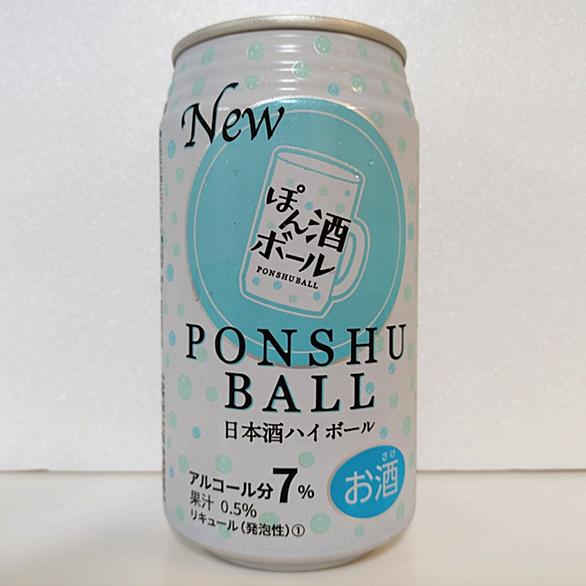 New
ぽん酒
ボール
PONSHUBALL
PONSHU
BALL
日本酒ハイボール
アルコール分7%
果汁 0.5%
リキュール(発泡性)①
さけ
お酒